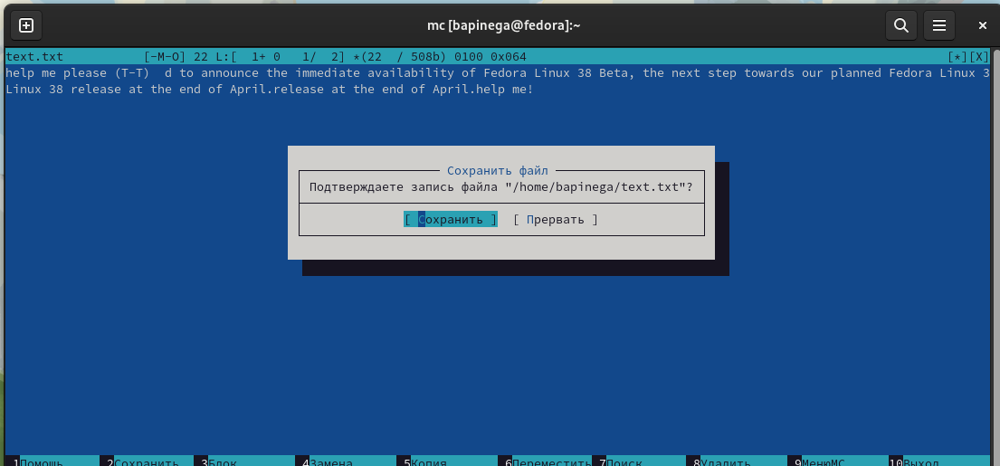 mc [bapinega@fedora]:~
text.txt [-M-O] 22 L:[ 1+ 0 1/ 2] *(22 / 508b) 0100 0x064 [*][X]
help me please (T-T) d to announce the immediate availability of Fedora Linux 38 Beta, the next step towards our planned Fedora Linux 3
Linux 38 release at the end of April.release at the end of April.help me!
Сохранить файл
Подтверждаете запись файла "/home/bapinega/text.txt"?
[ Сохранить ] [ Прервать ]
1Помощь 2Сохранить 3Блок 4Замена 5Копия 6Переместить 7Поиск 8Удалить 9МенюMC 10Выход